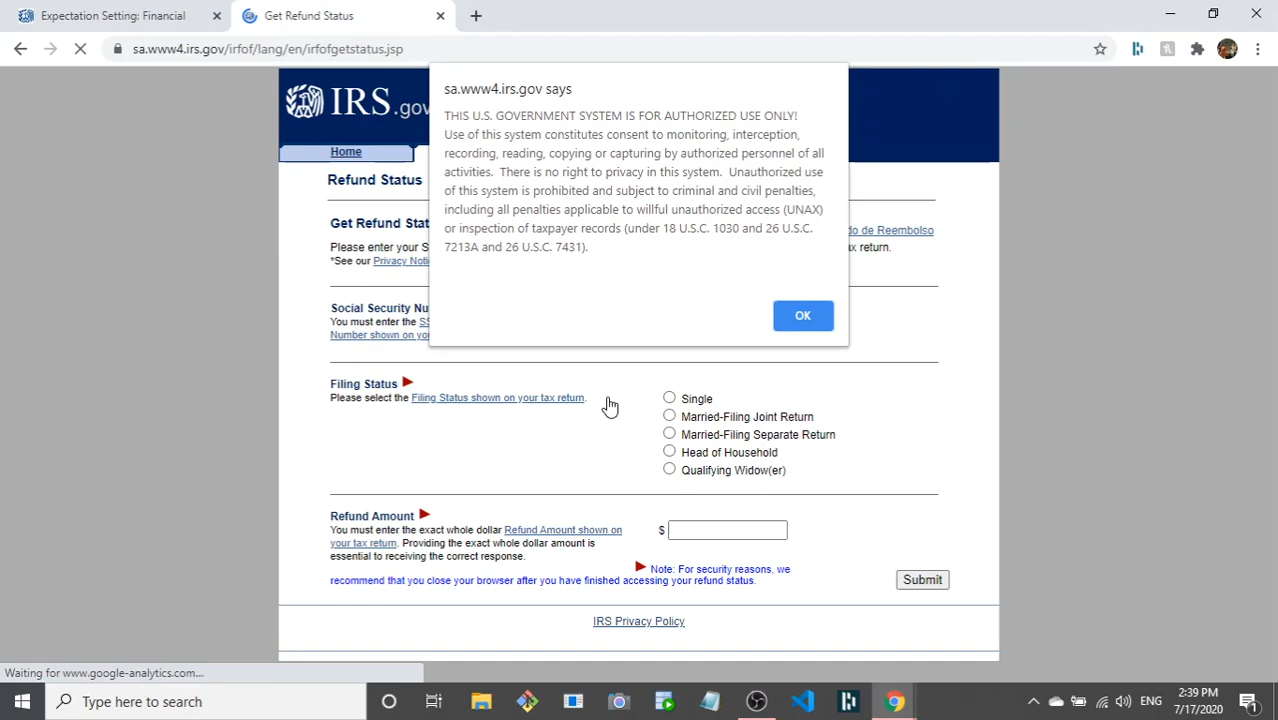 Expectation Setting: Financial
Get Refund Status
sa.www4.irs.gov/irfof/lang/en/irfofgetstatus.jsp
IRS.gov
sa.www4.irs.gov says
THIS U.S. GOVERNMENT SYSTEM IS FOR AUTHORIZED USE ONLY!
Use of this system constitutes consent to monitoring, interception,
recording, reading, copying or capturing by authorized personnel of all
activities. There is no right to privacy in this system. Unauthorized use
of this system is prohibited and subject to criminal and civil penalties,
including all penalties applicable to willful unauthorized access (UNAX)
or inspection of taxpayer records (under 18 U.S.C. 1030 and 26 U.S.C.
7213A and 26 U.S.C. 7431).
OK
Home
Refund Status
Get Refund Stat
do de Reembolso
Please enter your S
ax return.
*See our Privacy Noti
Social Security Nu
You must enter the SS
Number shown on yo
Filing Status
Please select the Filing Status shown on your tax return.
Single
Married-Filing Joint Return
Married-Filing Separate Return
Head of Household
Qualifying Widow(er)
Refund Amount
You must enter the exact whole dollar Refund Amount shown on
your tax return. Providing the exact whole dollar amount is
essential to receiving the correct response.
$
Note: For security reasons, we
recommend that you close your browser after you have finished accessing your refund status.
Submit
IRS Privacy Policy
Waiting for www.google-analytics.com...
Type here to search
ENG
2:39 PM
7/17/2020